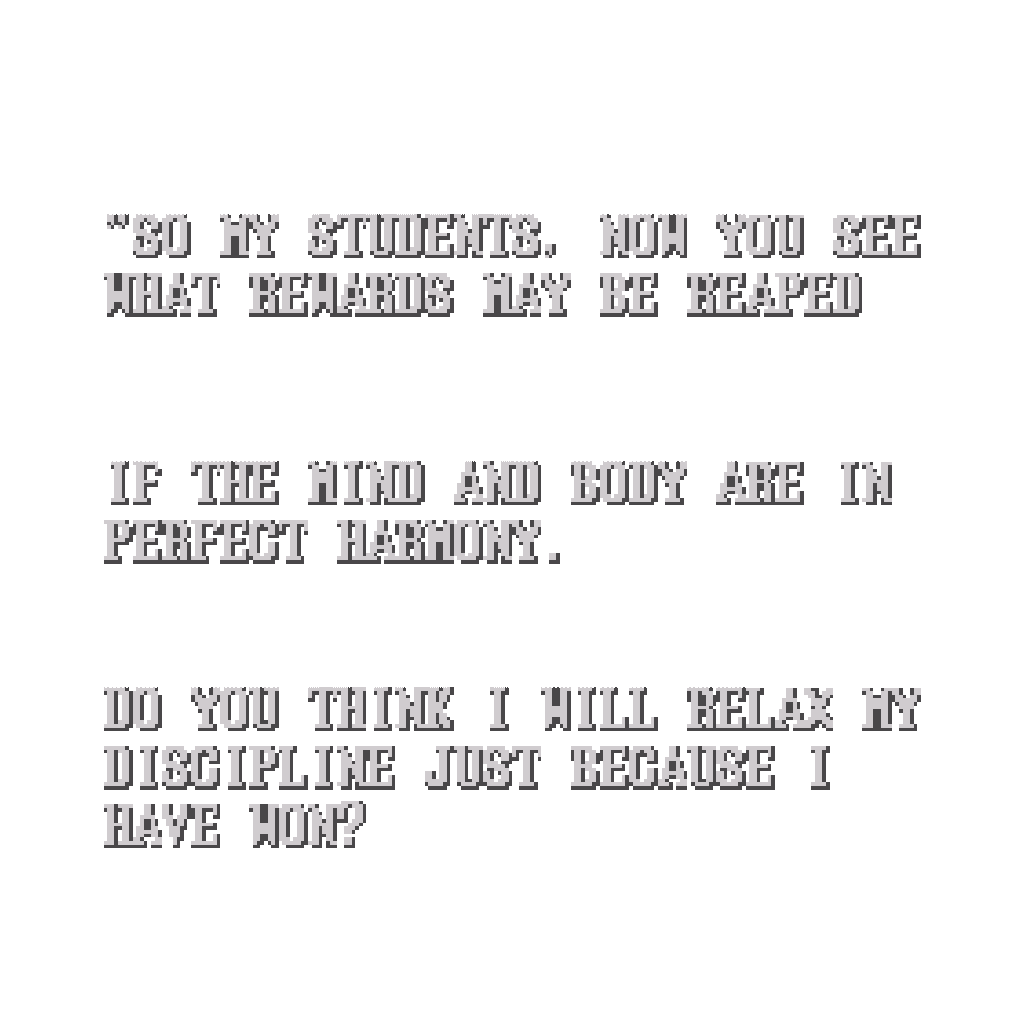 "SO MY STUDENTS, NOW YOU SEE
WHAT REWARDS MAY BE REAPED
IF THE MIND AND BODY ARE IN
PERFECT HARMONY.
DO YOU THINK I WILL RELAX MY
DISCIPLINE JUST BECAUSE I
HAVE WON?